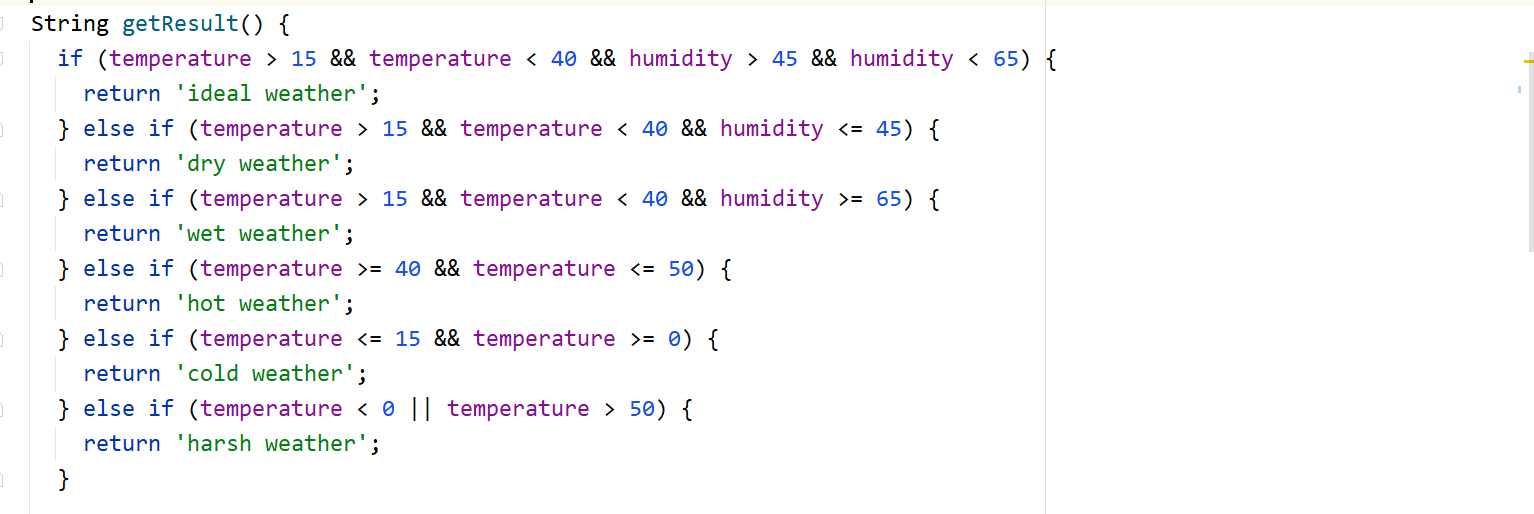 String getResult() {
if (temperature > 15 && temperature < 40 && humidity > 45 && humidity < 65) {
return 'ideal weather';
} else if (temperature > 15 && temperature < 40 && humidity <= 45) {
return 'dry weather';
} else if (temperature > 15 && temperature < 40 && humidity >= 65) {
return 'wet weather';
} else if (temperature >= 40 && temperature <= 50) {
return 'hot weather';
} else if (temperature <= 15 && temperature >= 0) {
return 'cold weather';
} else if (temperature < 0 || temperature > 50) {
return 'harsh weather';
}